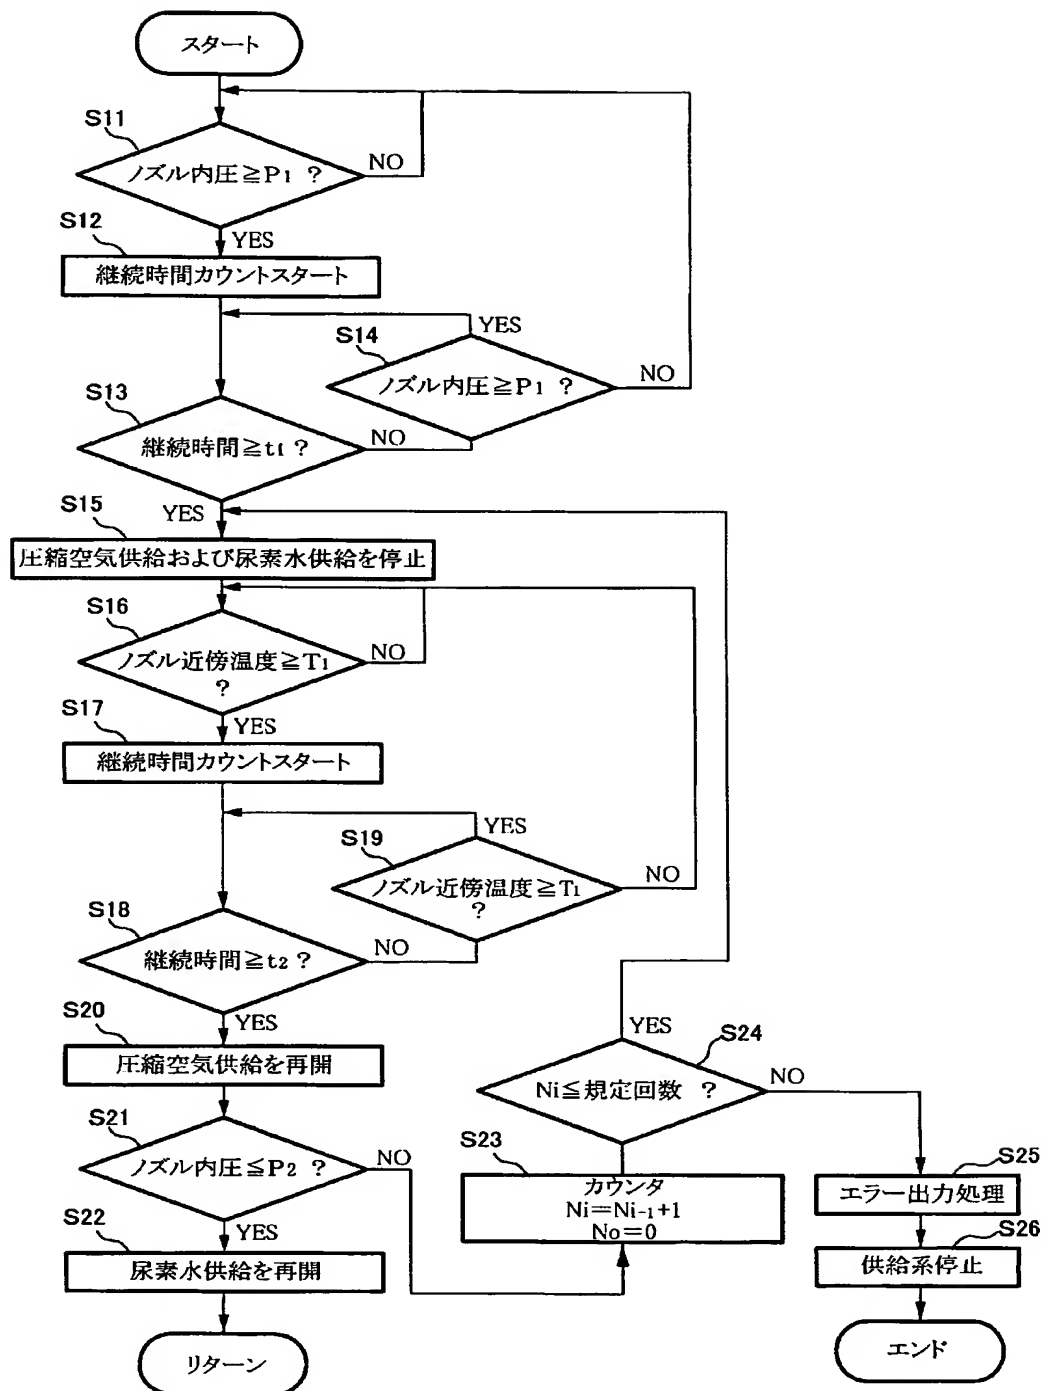 スタート
S11
ノズル内圧≧P1 ?
NO
YES
S12
継続時間カウントスタート
YES
S14
ノズル内圧≧P1 ?
NO
S13
継続時間≧t1 ?
NO
YES
S15
圧縮空気供給および尿素水供給を停止
S16
ノズル近傍温度≧T1
?
NO
YES
S17
継続時間カウントスタート
YES
S19
ノズル近傍温度≧T1
?
NO
S18
継続時間≧t2 ?
NO
YES
S20
圧縮空気供給を再開
S21
ノズル内圧≦P2 ?
NO
YES
S22
尿素水供給を再開
リターン
YES
S24
Ni≦規定回数 ?
NO
S23
カウンタ
Ni=Ni-1+1
No=0
S25
エラー出力処理
S26
供給系停止
エンド